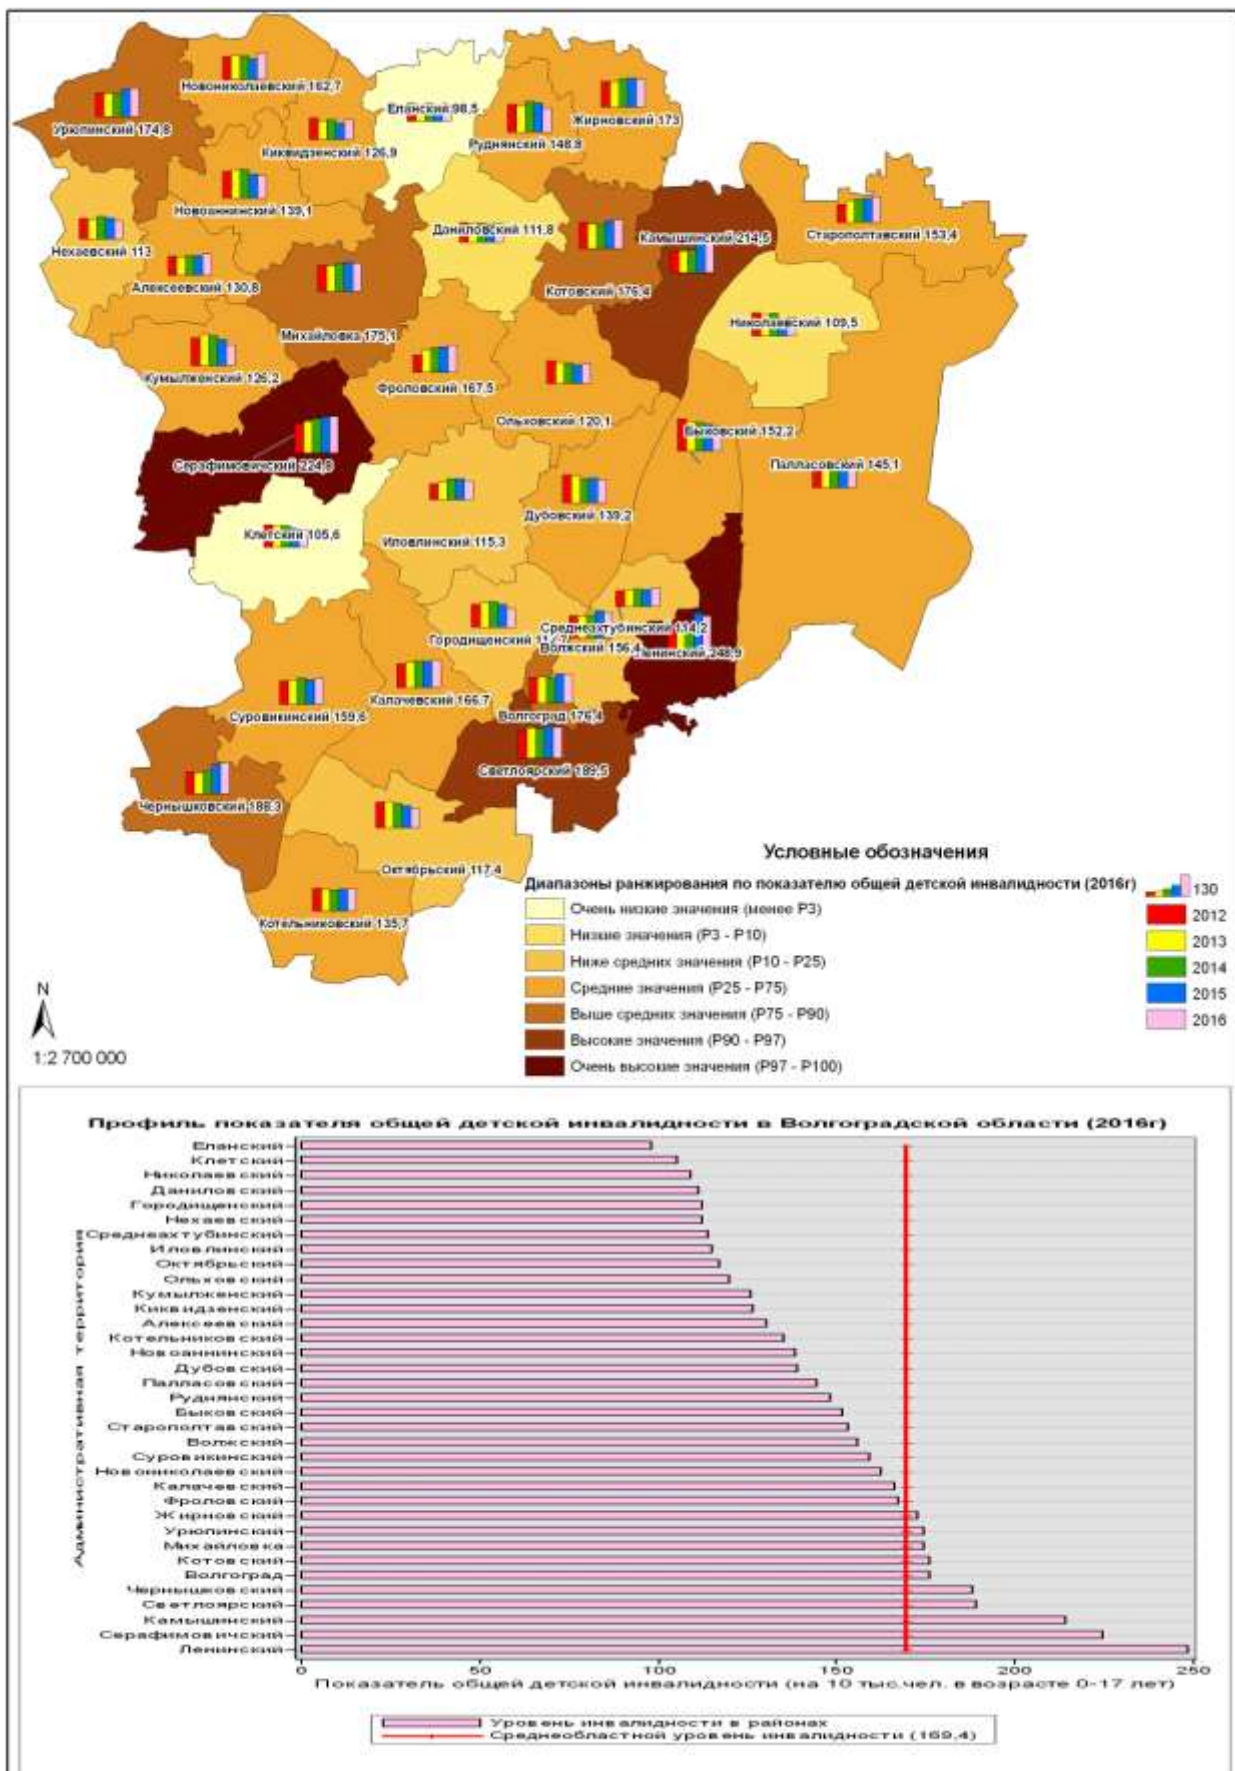 Новониколаевский 162,7
Еланский 98,5
Жирновский 173
Урюпинский 174,8
Киквидзенский 126,9
Руднянский 148,8
Новоаннинский 139,1
Даниловский 111,8
Камышинский 214,5
Старополтавский 153,4
Нехаевский 113
Алексеевский 130,8
Котовский 176,4
Николаевский 109,5
Михайловка 175,1
Кумылженский 126,2
Фроловский 167,5
Ольховский 120,1
Быковский 152,2
Серафимовичский 224,8
Палласовский 145,1
Клетский 105,6
Иловлинский 115,3
Дубовский 139,2
Среднеахтубинский 114,2
Городищенский
Волжский 156,4
Ленинский 248,9
Суровикинский 159,6
Калачевский 166,7
Волгоград 176,4
Светлоярский 189,5
Чернышковский 188,3
Октябрьский 117,4
Котельниковский 135,7
Условные обозначения
Диапазоны ранжирования по показателю общей детской инвалидности (2016г)
130
Очень низкие значения (менее P3)
2012
Низкие значения (P3 - P10)
2013
Ниже средних значения (P10 - P25)
2014
Средние значения (P25 - P75)
2015
Выше средних значения (P75 - P90)
2016
Высокие значения (P90 - P97)
Очень высокие значения (P97 - P100)
N
1:2 700 000
Профиль показателя общей детской инвалидности в Волгоградской области (2016г)
Административная территория
Еланский
Клетский
Николаевский
Даниловский
Городищенский
Нехаевский
Среднеахтубинский
Иловлинский
Октябрьский
Ольховский
Кумылженский
Киквидзенский
Алексеевский
Котельниковский
Новоаннинский
Дубовский
Палласовский
Руднянский
Быковский
Старополтавский
Волжский
Суровикинский
Новониколаевский
Калачевский
Фроловский
Жирновский
Урюпинский
Михайловка
Котовский
Волгоград
Чернышковский
Светлоярский
Камышинский
Серафимовичский
Ленинский
0 50 100 150 200 250
Показатель общей детской инвалидности (на 10 тыс.чел. в возрасте 0-17 лет)
Уровень инвалидности в районах
Среднеобластной уровень инвалидности (169,4)